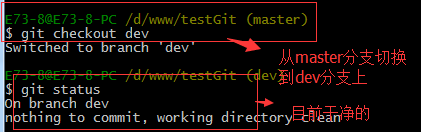 E73-8@E73-8-PC /d/www/testGit (master)
$ git checkout dev
Switched to branch 'dev'
从master分支切换
到dev分支上
E73-8@E73-8-PC /d/www/testGit (dev)
$ git status
On branch dev
目前干净的
nothing to commit, working directory clean